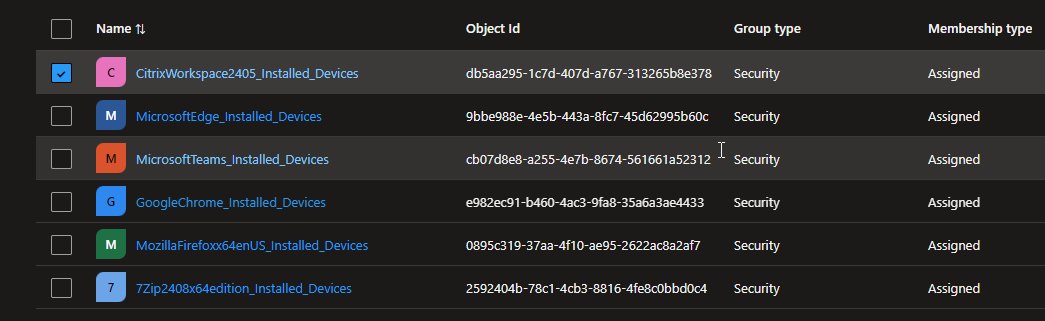 Name ↑↓ Object Id Group type Membership type
C CitrixWorkspace2405_Installed_Devices db5aa295-1c7d-407d-a767-313265b8e378 Security Assigned
M MicrosoftEdge_Installed_Devices 9bbe988e-4e5b-443a-8fc7-45d62995b60c Security Assigned
M MicrosoftTeams_Installed_Devices cb07d8e8-a255-4e7b-8674-561661a52312 Security Assigned
G GoogleChrome_Installed_Devices e982ec91-b460-4ac3-9fa8-35a6a3ae4433 Security Assigned
M MozillaFirefoxx64enUS_Installed_Devices 0895c319-37aa-4f10-ae95-2622ac8a2af7 Security Assigned
7 7Zip2408x64edition_Installed_Devices 2592404b-78c1-4cb3-8816-4fe8c0bbd0c4 Security Assigned